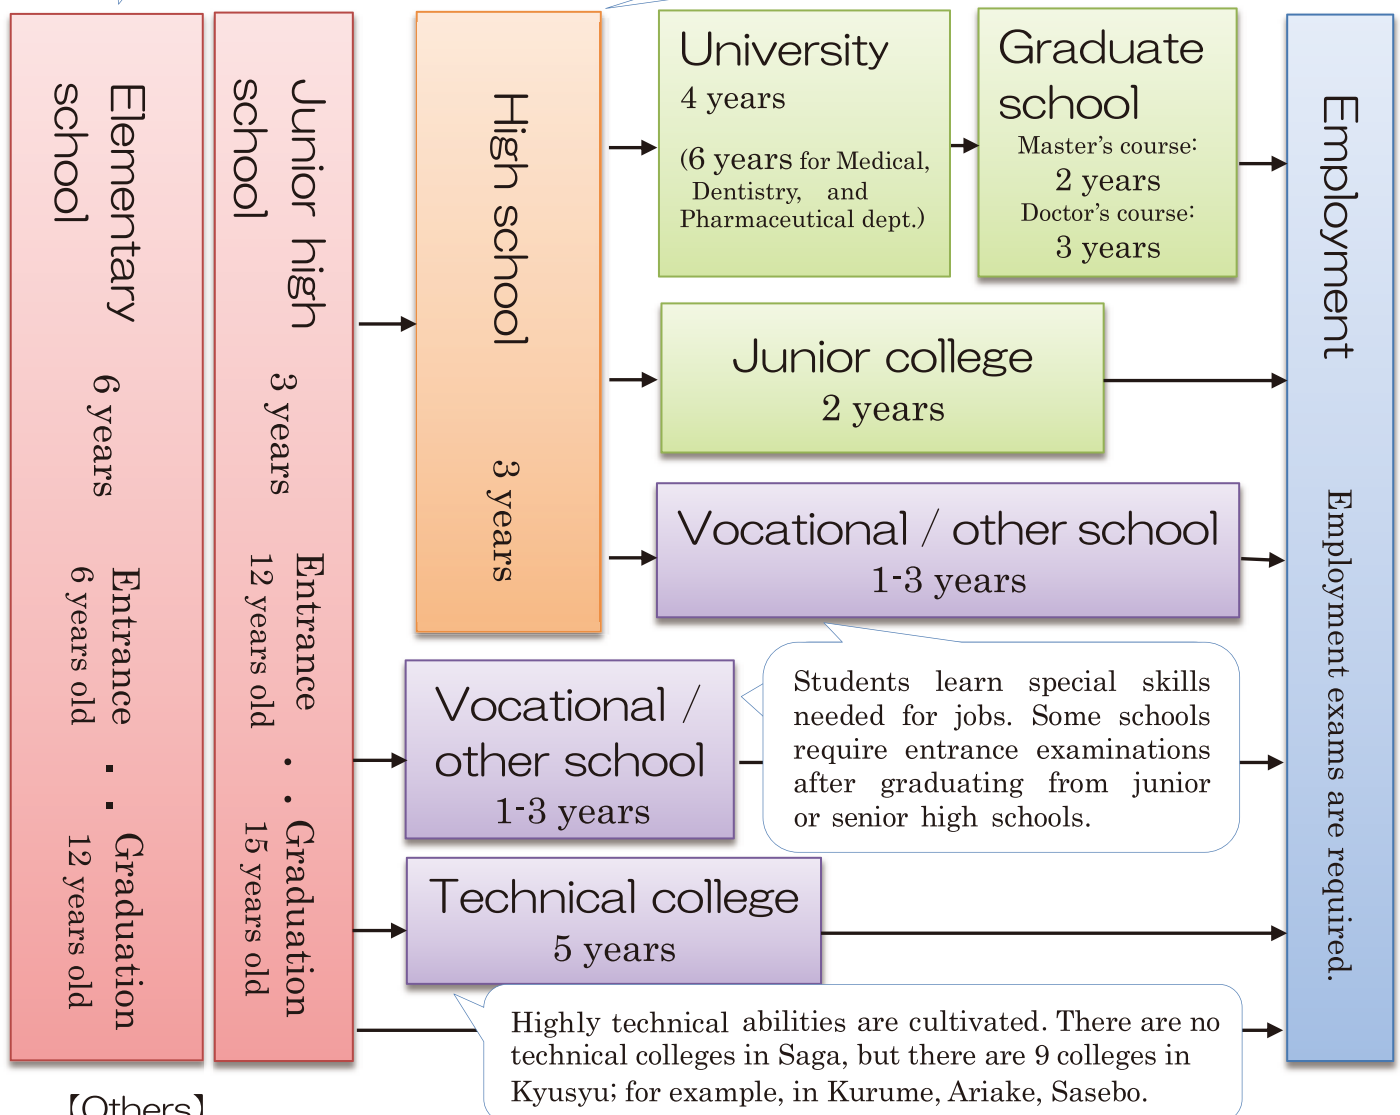 Elementary
school
6 years
Entrance
6 years old
Graduation
12 years old
Junior high
school
3 years
Entrance
12 years old
Graduation
15 years old
High school
3 years
University
4 years
(6 years for Medical,
Dentistry, and
Pharmaceutical dept.)
Graduate
school
Master's course:
2 years
Doctor's course:
3 years
Junior college
2 years
Vocational / other school
1-3 years
Vocational /
other school
1-3 years
Students learn special skills
needed for jobs. Some schools
require entrance examinations
after graduating from junior
or senior high schools.
Technical college
5 years
Highly technical abilities are cultivated. There are no
technical colleges in Saga, but there are 9 colleges in
Kyusyu; for example, in Kurume, Ariake, Sasebo.
Employment
Employment exams are required.
【Others】